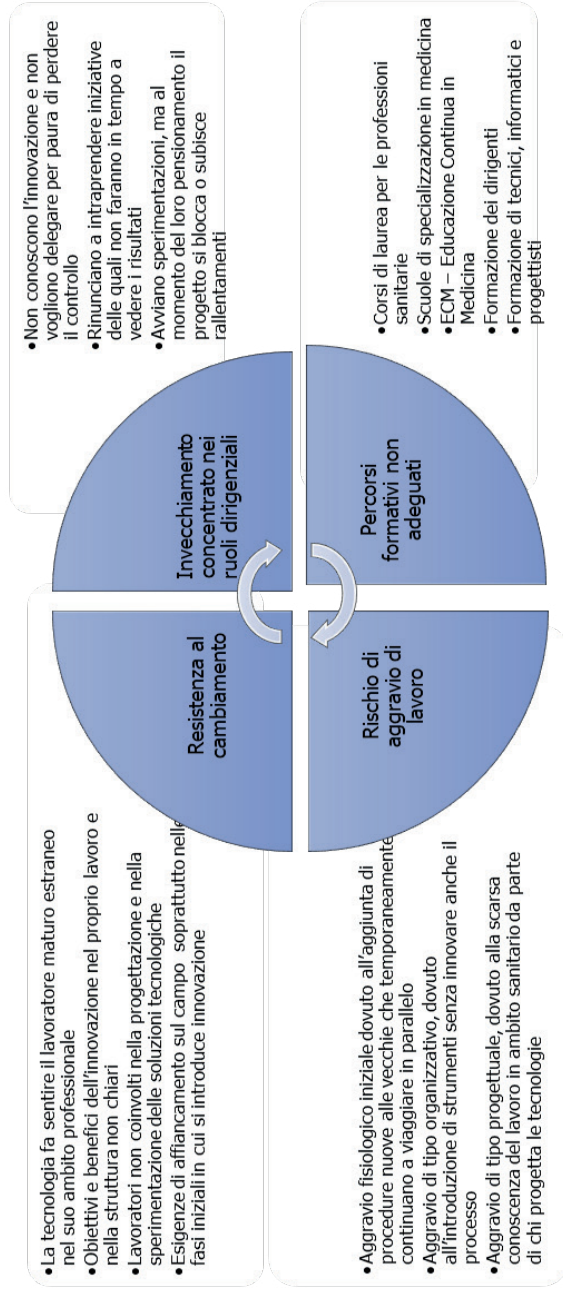 •La tecnologia fa sentire il lavoratore maturo estraneo
nel suo ambito professionale
•Obiettivi e benefici dell'innovazione nel proprio lavoro e
nella struttura non chiari
•Lavoratori non coinvolti nella progettazione e nella
sperimentazione delle soluzioni tecnologiche
•Esigenze di affiancamento sul campo soprattutto nelle
fasi iniziali in cui si introduce innovazione
Resistenza al
cambiamento
Invecchiamento
concentrato nei
ruoli dirigenziali
•Non conoscono l'innovazione e non
vogliono delegare per paura di perdere
il controllo
•Rinunciano a intraprendere iniziative
delle quali non faranno in tempo a
vedere i risultati
•Avviano sperimentazioni, ma al
momento del loro pensionamento il
progetto si blocca o subisce
rallentamenti
•Aggravio fisiologico iniziale dovuto all'aggiunta di
procedure nuove alle vecchie che temporaneamente
continuano a viaggiare in parallelo
•Aggravio di tipo organizzativo, dovuto
all'introduzione di strumenti senza innovare anche il
processo
•Aggravio di tipo progettuale, dovuto alla scarsa
conoscenza del lavoro in ambito sanitario da parte
di chi progetta le tecnologie
Rischio di
aggravio di
lavoro
Percorsi
formativi non
adeguati
•Corsi di laurea per le professioni
sanitarie
•Scuole di specializzazione in medicina
•ECM – Educazione Continua in
Medicina
•Formazione dei dirigenti
•Formazione di tecnici, informatici e
progettisti